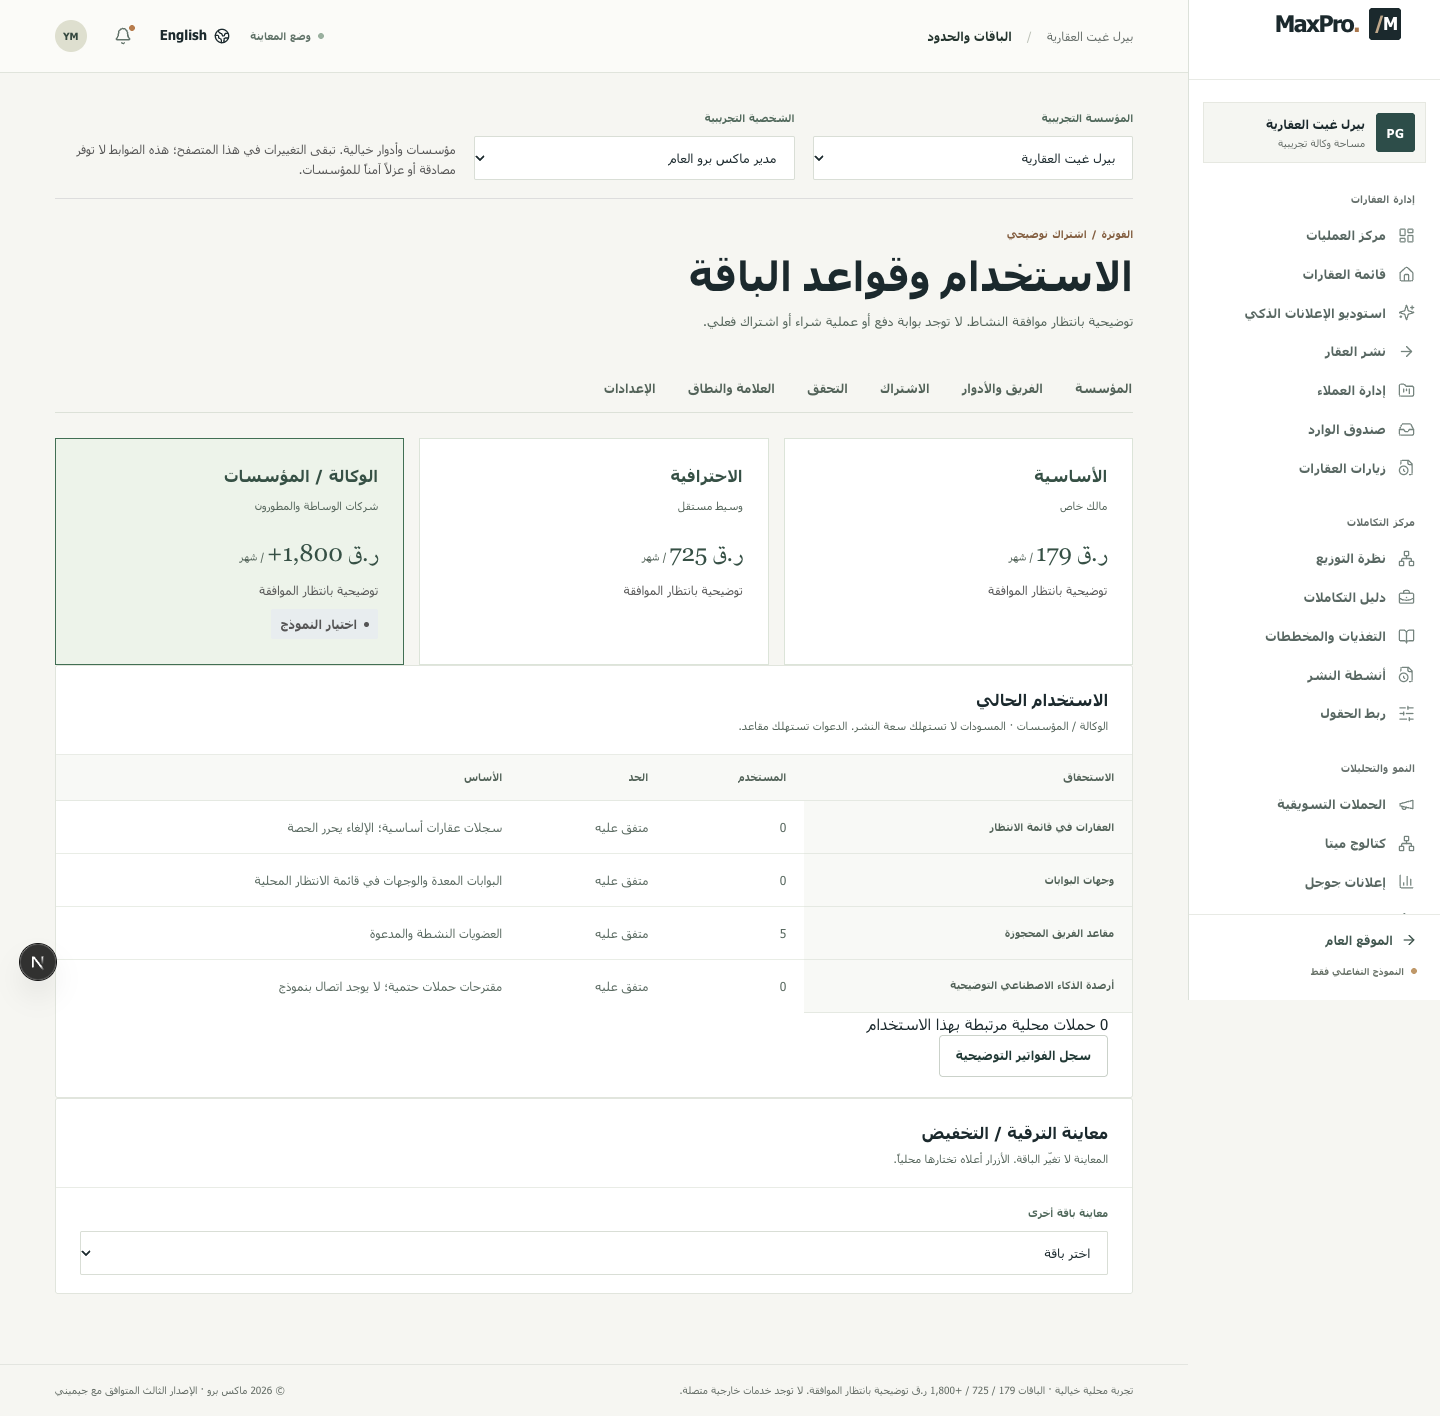 MaxPro. /M
PG
بيرل غيت العقارية
مساحة وكالة تجريبية
إدارة العقارات
مركز العمليات
قائمة العقارات
استوديو الإعلانات الذكي
نشر العقار
إدارة العملاء
صندوق الوارد
زيارات العقارات
مركز التكاملات
نظرة التوزيع
دليل التكاملات
التغذيات والمخططات
أنشطة النشر
ربط الحقول
النمو والتحليلات
الحملات التسويقية
كتالوج ميتا
إعلانات جوجل
الموقع العام
النموذج التفاعلي فقط
بيرل غيت العقارية / الباقات والحدود
وضع المعاينة
English
YM
المؤسسة التجريبية
بيرل غيت العقارية
الشخصية التجريبية
مدير ماكس برو العام
مؤسسات وأدوار خيالية. تبقى التغييرات في هذا المتصفح؛ هذه الضوابط لا توفر
مصادقة أو عزلاً آمناً للمؤسسات.
الفوترة / اشتراك توضيحي
الاستخدام وقواعد الباقة
توضيحية بانتظار موافقة النشاط. لا توجد بوابة دفع أو عملية شراء أو اشتراك فعلي.
المؤسسة
الفريق والأدوار
الاشتراك
التحقق
العلامة والنطاق
الإعدادات
الأساسية
مالك خاص
ر.ق 179 / شهر
توضيحية بانتظار الموافقة
الاحترافية
وسيط مستقل
ر.ق 725 / شهر
توضيحية بانتظار الموافقة
الوكالة / المؤسسات
شركات الوساطة والمطورون
ر.ق 1,800+ / شهر
توضيحية بانتظار الموافقة
اختيار النموذج
الاستخدام الحالي
الوكالة / المؤسسات · المسودات لا تستهلك سعة النشر. الدعوات تستهلك مقاعد.
الاستحقاق المستخدم الحد الأساس
العقارات في قائمة الانتظار 0 متفق عليه سجلات عقارات أساسية؛ الإلغاء يحرر الحصة
وجهات البوابات 0 متفق عليه البوابات المعدة والوجهات في قائمة الانتظار المحلية
مقاعد الفريق المحجوزة 5 متفق عليه العضويات النشطة والمدعوة
أرصدة الذكاء الاصطناعي التوضيحية 0 متفق عليه مقترحات حملات حتمية؛ لا يوجد اتصال بنموذج
0 حملات محلية مرتبطة بهذا الاستخدام
سجل الفواتير التوضيحية
معاينة الترقية / التخفيض
المعاينة لا تغيّر الباقة. الأزرار أعلاه تختارها محلياً.
معاينة باقة أخرى
اختر باقة
تجربة محلية خيالية · الباقات 179 / 725 / 1,800+ ر.ق توضيحية بانتظار الموافقة. لا توجد خدمات خارجية متصلة.
© 2026 ماكس برو · الإصدار الثالث المتوافق مع جيميني